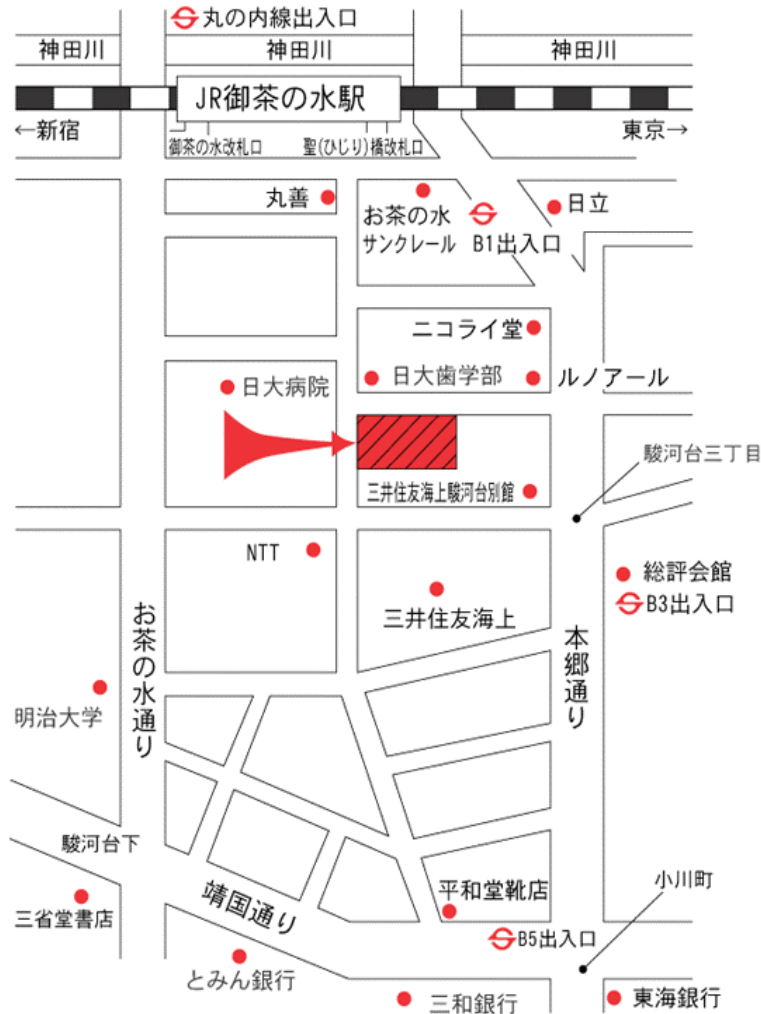 丸の内線出入口
神田川
神田川
神田川
JR御茶の水駅
←新宿
東京→
御茶の水改札口
聖(ひじり)橋改札口
丸善
お茶の水
サンクレール
B1出入口
日立
ニコライ堂
日大歯学部
ルノアール
日大病院
駿河台三丁目
三井住友海上駿河台別館
NTT
総評会館
B3出入口
三井住友海上
お茶の水通り
本郷通り
明治大学
駿河台下
三省堂書店
靖国通り
平和堂靴店
小川町
B5出入口
とみん銀行
三和銀行
東海銀行